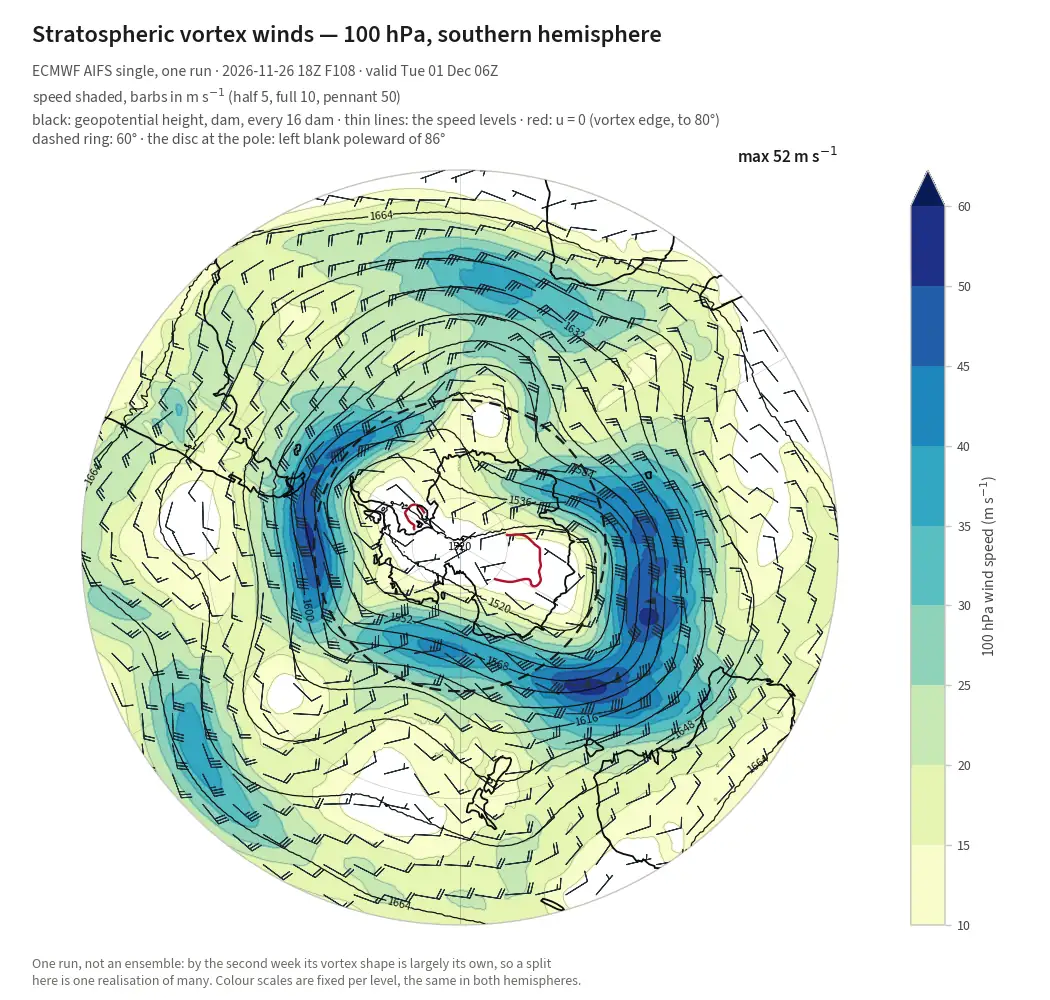 Stratospheric vortex winds — 100 hPa, southern hemisphere
ECMWF AIFS single, one run · 2026-11-26 18Z F108 · valid Tue 01 Dec 06Z
speed shaded, barbs in m s⁻¹ (half 5, full 10, pennant 50)
black: geopotential height, dam, every 16 dam · thin lines: the speed levels · red: u = 0 (vortex edge, to 80°)
dashed ring: 60° · the disc at the pole: left blank poleward of 86°
max 52 m s⁻¹
60
50
45
40
35
30
25
20
15
10
100 hPa wind speed (m s⁻¹)
1664
1632
1664
1584
1536
1520
1520
1600
1552
1568
1616
1648
1664
1664
One run, not an ensemble: by the second week its vortex shape is largely its own, so a split
here is one realisation of many. Colour scales are fixed per level, the same in both hemispheres.